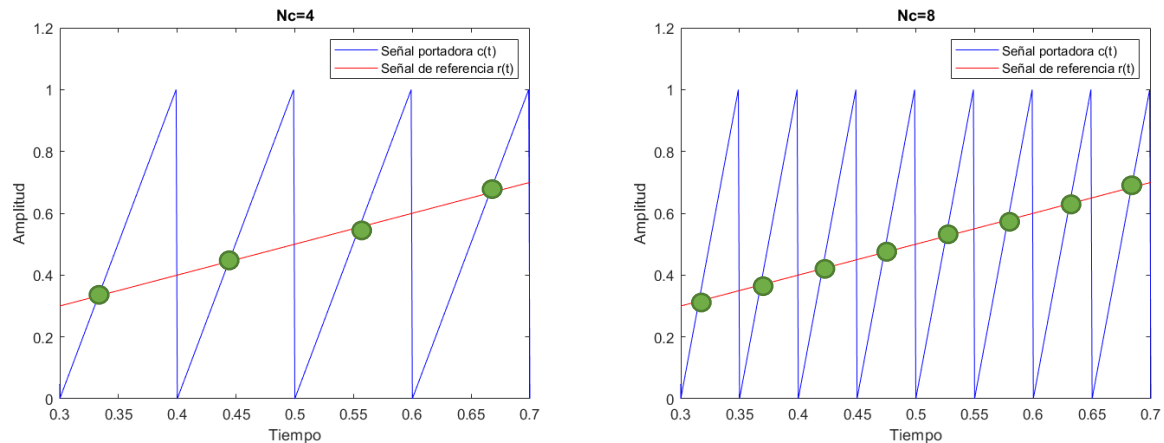 Nc=4
1.2
1
0.8
0.6
0.4
0.2
0
Amplitud
Señal portadora c(t)
Señal de referencia r(t)
0.3 0.35 0.4 0.45 0.5 0.55 0.6 0.65 0.7
Tiempo
Nc=8
1.2
1
0.8
0.6
0.4
0.2
0
Amplitud
Señal portadora c(t)
Señal de referencia r(t)
0.3 0.35 0.4 0.45 0.5 0.55 0.6 0.65 0.7
Tiempo